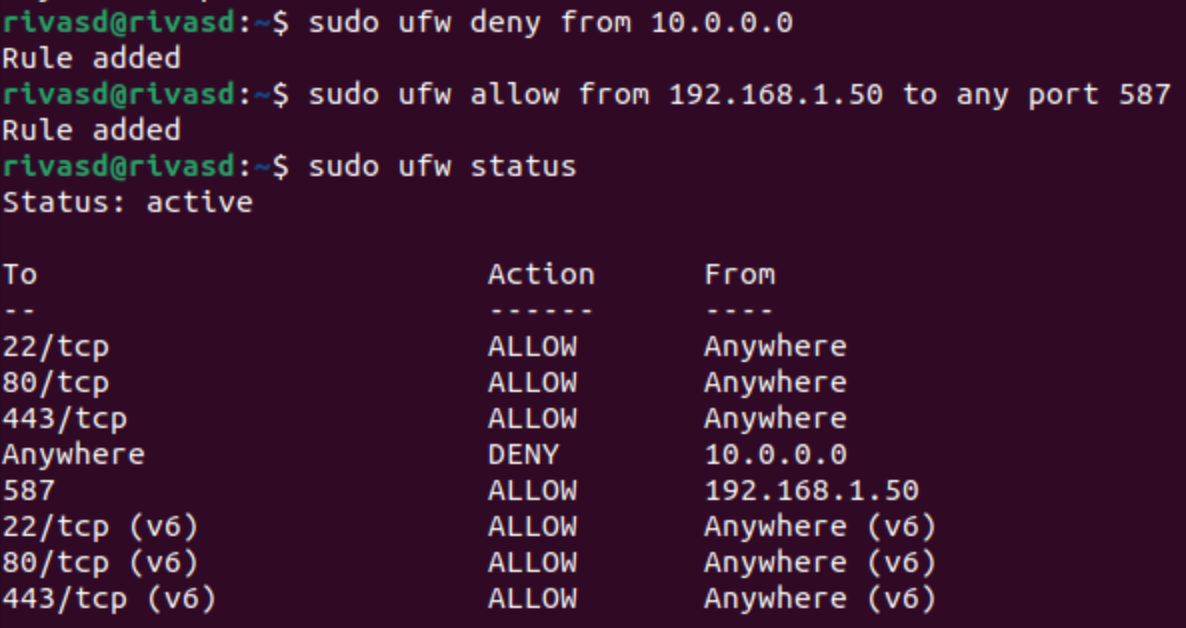 rivasd@rivasd:~$ sudo ufw deny from 10.0.0.0
Rule added
rivasd@rivasd:~$ sudo ufw allow from 192.168.1.50 to any port 587
Rule added
rivasd@rivasd:~$ sudo ufw status
Status: active

To                         Action      From
--                         ------      ----
22/tcp                     ALLOW       Anywhere
80/tcp                     ALLOW       Anywhere
443/tcp                    ALLOW       Anywhere
Anywhere                   DENY        10.0.0.0
587                        ALLOW       192.168.1.50
22/tcp (v6)                ALLOW       Anywhere (v6)
80/tcp (v6)                ALLOW       Anywhere (v6)
443/tcp (v6)               ALLOW       Anywhere (v6)